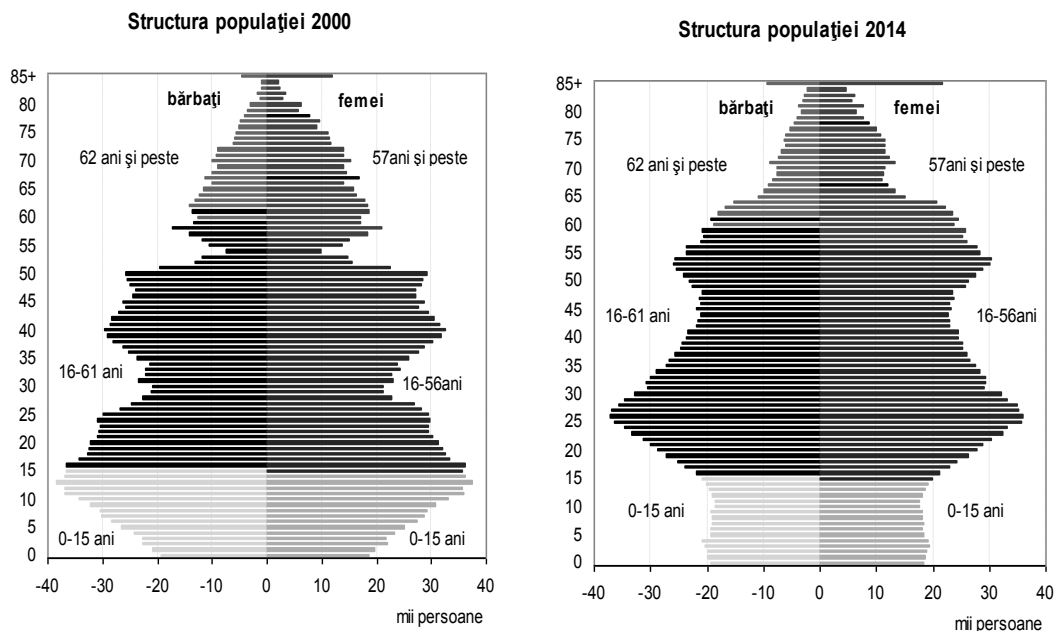 Structura populaţiei 2000
85+
80
75
70
65
60
55
50
45
40
35
30
25
20
15
10
5
0
bărbaţi
femei
62 ani şi peste
57ani şi peste
16-61 ani
16-56ani
0-15 ani
0-15 ani
-40 -30 -20 -10 0 10 20 30 40
mii persoane
Structura populaţiei 2014
85+
80
75
70
65
60
55
50
45
40
35
30
25
20
15
10
5
0
bărbaţi
femei
62 ani şi peste
57ani şi peste
16-61 ani
16-56ani
0-15 ani
0-15 ani
-40 -30 -20 -10 0 10 20 30 40
mii persoane